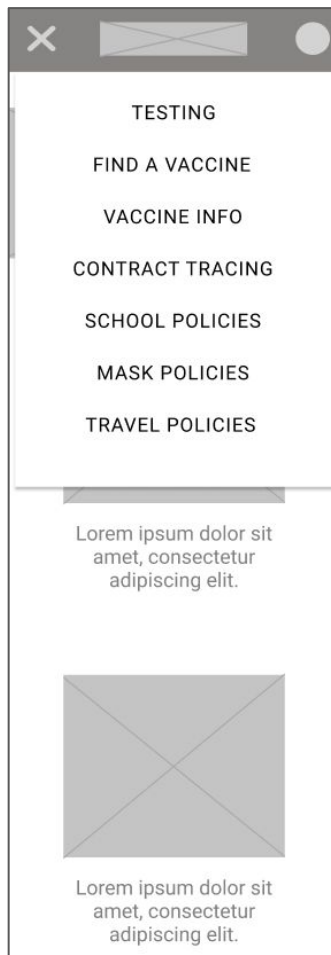 TESTING
FIND A VACCINE
VACCINE INFO
CONTRACT TRACING
SCHOOL POLICIES
MASK POLICIES
TRAVEL POLICIES
Lorem ipsum dolor sit
amet, consectetur
adipiscing elit.
Lorem ipsum dolor sit
amet, consectetur
adipiscing elit.